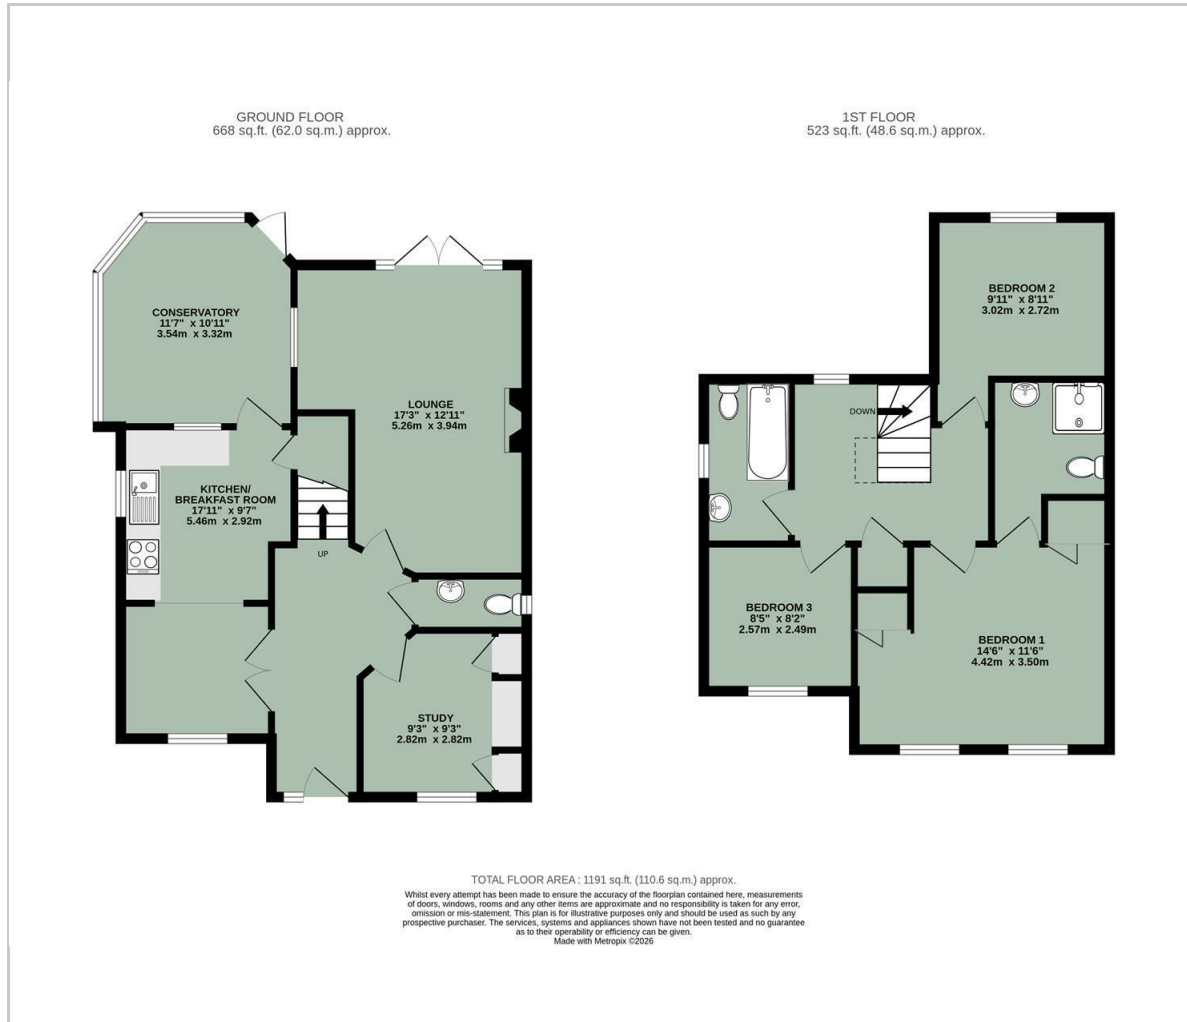 GROUND FLOOR
668 sq.ft. (62.0 sq.m.) approx.
1ST FLOOR
523 sq.ft. (48.6 sq.m.) approx.
CONSERVATORY
11'7" x 10'11"
3.54m x 3.32m
LOUNGE
17'3" x 12'11"
5.26m x 3.94m
KITCHEN/
BREAKFAST ROOM
17'11" x 9'7"
5.46m x 2.92m
UP
STUDY
9'3" x 9'3"
2.82m x 2.82m
BEDROOM 2
9'11" x 8'11"
3.02m x 2.72m
DOWN
BEDROOM 3
8'5" x 8'2"
2.57m x 2.49m
BEDROOM 1
14'6" x 11'6"
4.42m x 3.50m
TOTAL FLOOR AREA : 1191 sq.ft. (110.6 sq.m.) approx.
Whilst every attempt has been made to ensure the accuracy of the floorplan contained here, measurements
of doors, windows, rooms and any other items are approximate and no responsibility is taken for any error,
omission or mis-statement. This plan is for illustrative purposes only and should be used as such by any
prospective purchaser. The services, systems and appliances shown have not been tested and no guarantee
as to their operability or efficiency can be given.
Made with Metropix ©2026